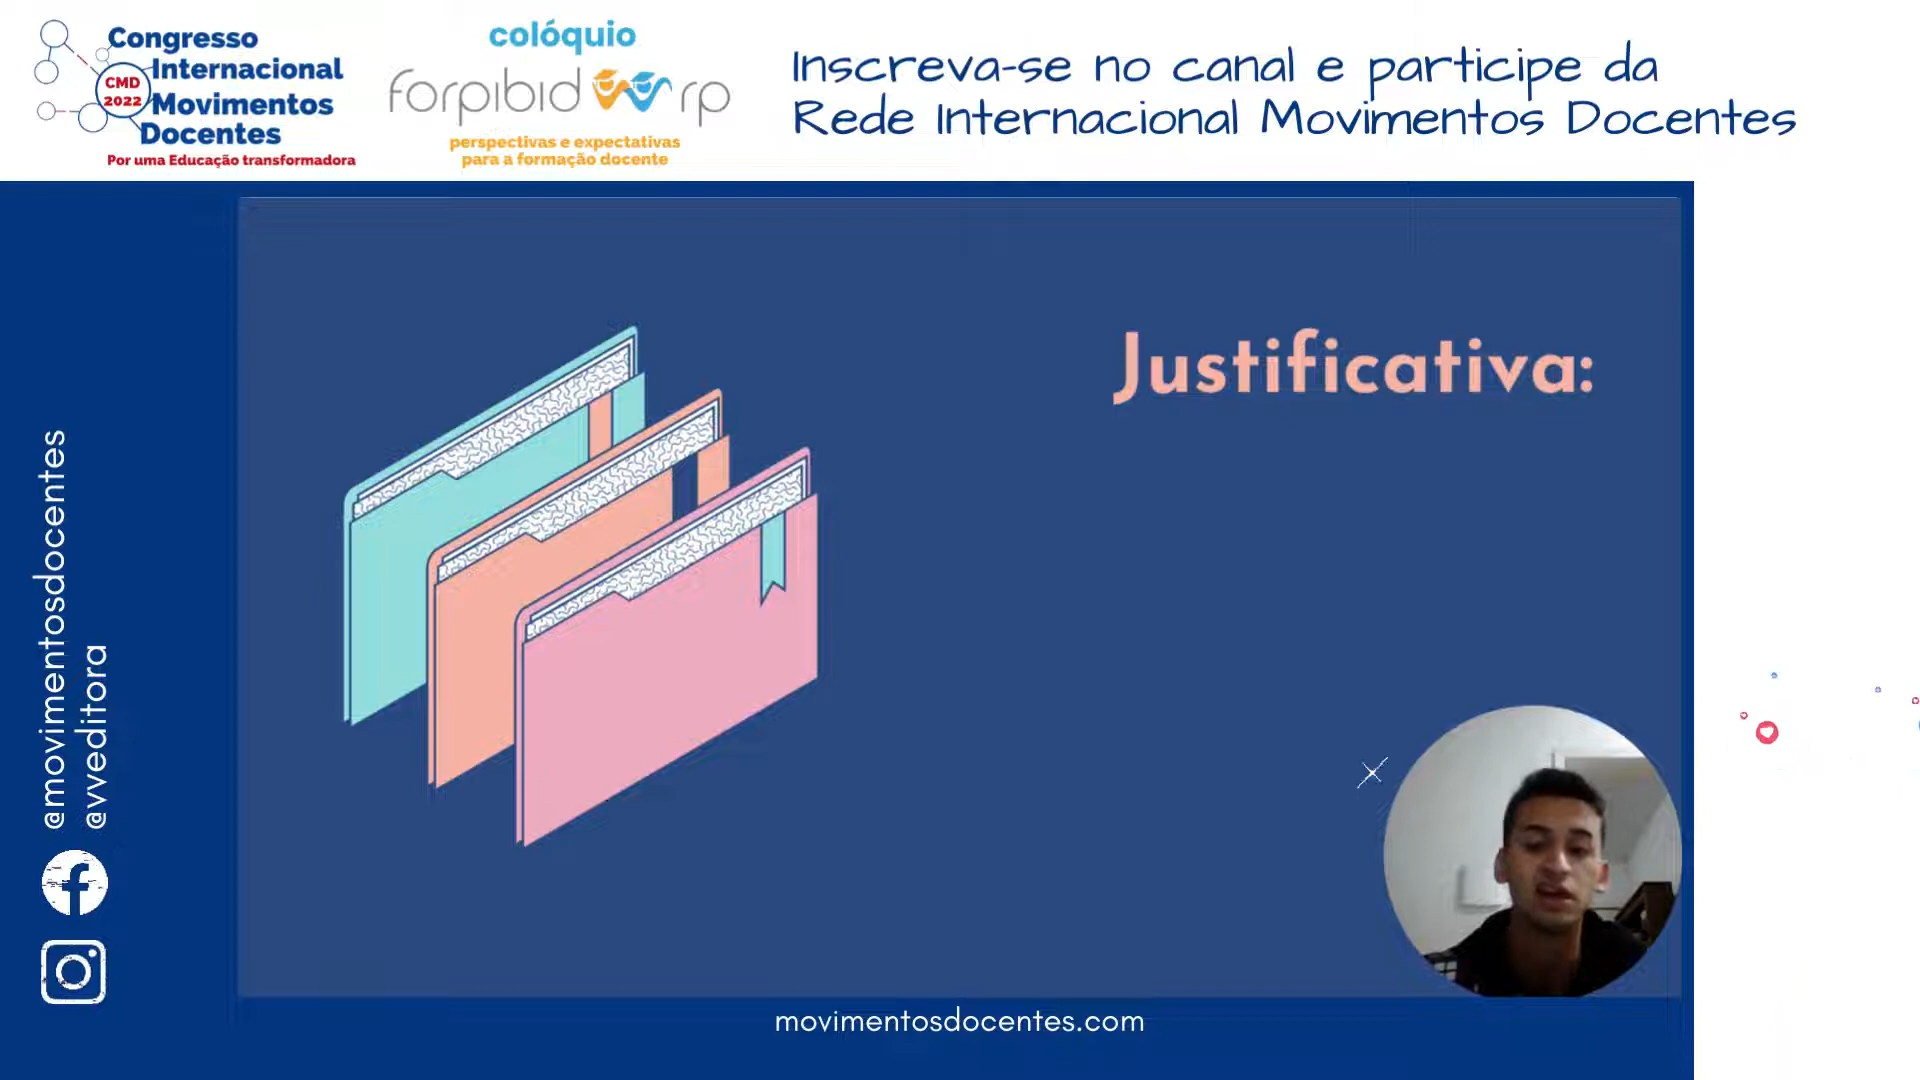 Congresso
Internacional
CMD
2022
Movimentos
Docentes
Por uma Educação transformadora
colóquio
forpibid rp
perspectivas e expectativas
para a formação docente
Inscreva-se no canal e participe da
Rede Internacional Movimentos Docentes
Justificativa:
@movimentosdocentes
@vveditora
movimentosdocentes.com